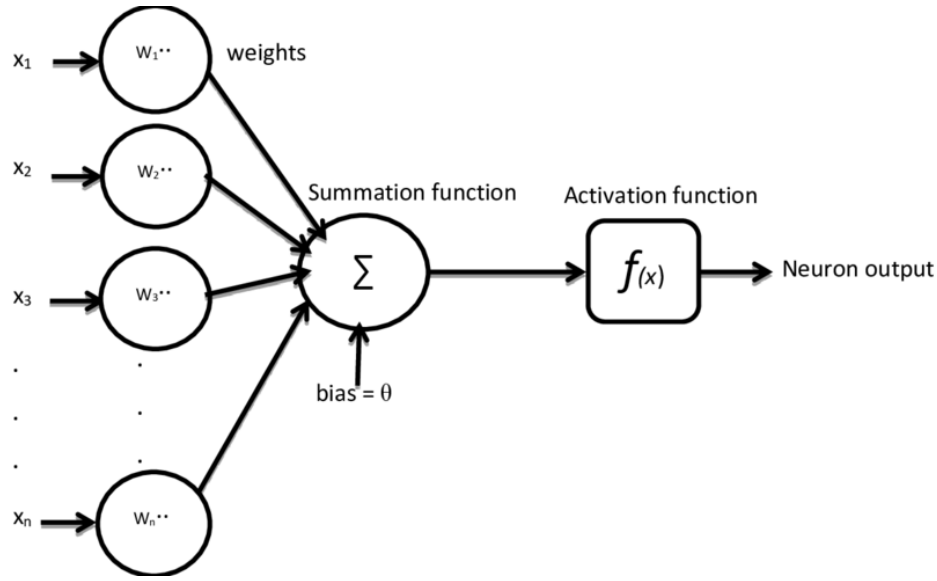 x₁
W₁..
weights
x₂
W₂..
Summation function
Activation function
∑
f(x)
Neuron output
x₃
W₃..
. .
bias = θ
. .
. .
xₙ
Wₙ..